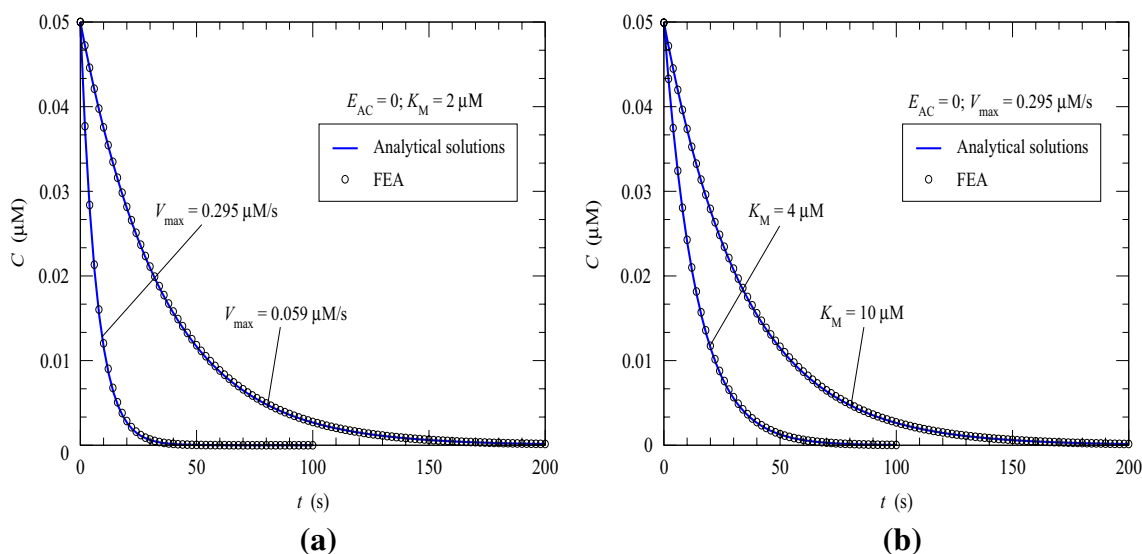 0.05
0.04
0.03
0.02
0.01
0
C (µM)
E_AC = 0; K_M = 2 µM
Analytical solutions
FEA
V_max = 0.295 µM/s
V_max = 0.059 µM/s
0 50 100 150 200
t (s)
(a)
0.05
0.04
0.03
0.02
0.01
0
C (µM)
E_AC = 0; V_max = 0.295 µM/s
Analytical solutions
FEA
K_M = 4 µM
K_M = 10 µM
0 50 100 150 200
t (s)
(b)